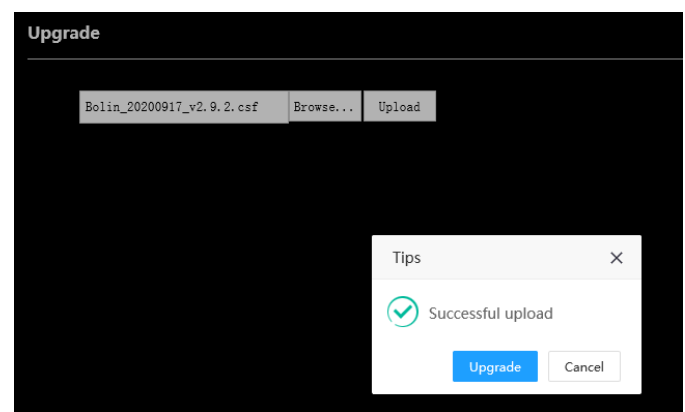 Upgrade
Bolin_20200917_v2.9.2.csf Browse... Upload
Tips
Successful upload
Upgrade Cancel